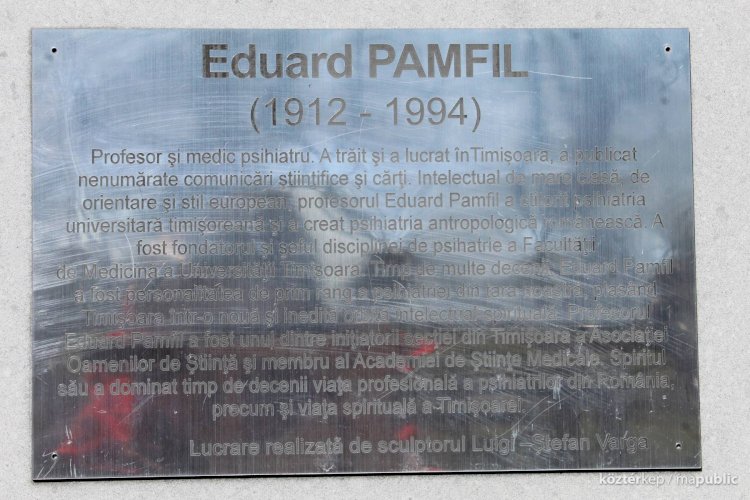 Eduard PAMFIL
(1912 - 1994)
Profesor şi medic psihiatru. A trăit şi a lucrat în Timişoara, a publicat
nenumărate comunicări ştiinţifice şi cărţi. Intelectual de mare clasă, de
orientare şi stil european, profesorul Eduard Pamfil a slujit psihiatria
universitară timişoreană şi a creat psihiatria antropologică românească. A
fost fondatorul şi şeful disciplinei de psihatrie a Facultăţii
de Medicină a Universităţii Timişoara. Timp de multe decenii, Eduard Pamfil
a fost personalitatea de prim rang a psihiatriei din ţara noastră, plasând
Timişoara într-o nouă şi inedită orbită intelectual-spirituală. Profesorul
Eduard Pamfil a fost unul dintre iniţiatorii secţiei din Timişoara a Asociaţiei
Oamenilor de Ştiinţă şi membru al Academiei de Ştiinţe Medicale. Spiritul
său a dominat timp de decenii viaţa profesională a psihiatrilor din România,
precum şi viaţa spirituală a Timişoarei.
Lucrare realizată de sculptorul Luigi –Ştefan Varga
köztérkép / mapublic